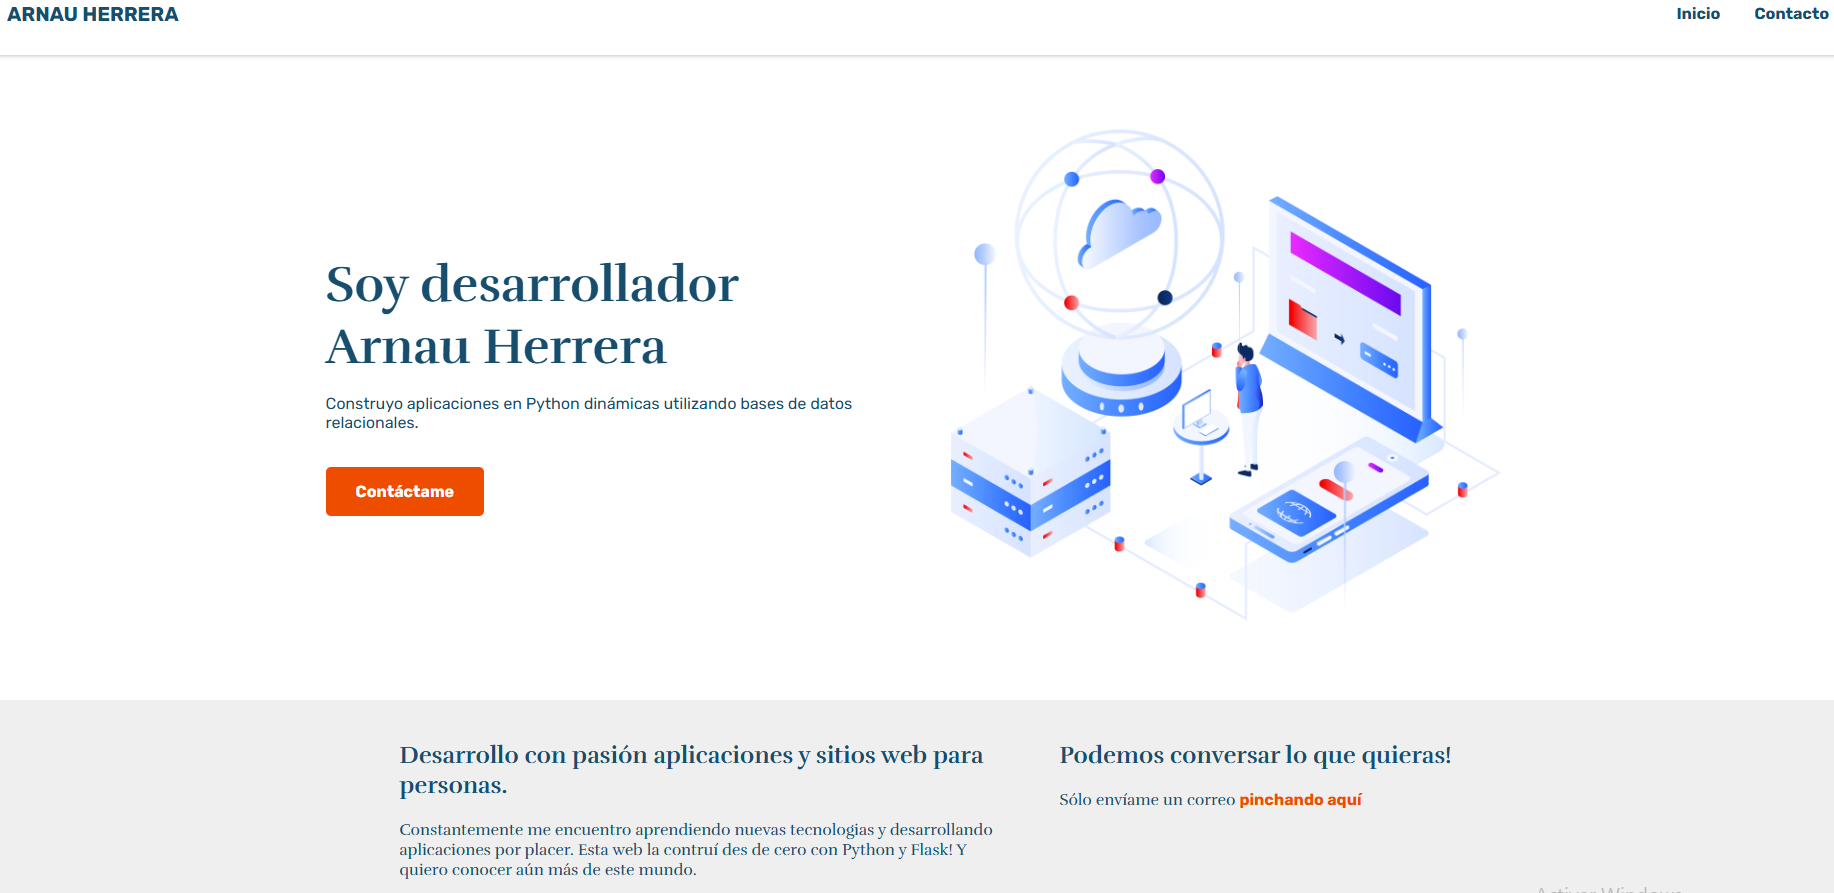 ARNAU HERRERA
Inicio
Contacto
Soy desarrollador
Arnau Herrera
Construyo aplicaciones en Python dinámicas utilizando bases de datos
relacionales.
Contáctame
Desarrollo con pasión aplicaciones y sitios web para
personas.
Constantemente me encuentro aprendiendo nuevas tecnologias y desarrollando
aplicaciones por placer. Esta web la contruí des de cero con Python y Flask! Y
quiero conocer aún más de este mundo.
Podemos conversar lo que quieras!
Sólo envíame un correo pinchando aquí
Activar Windows